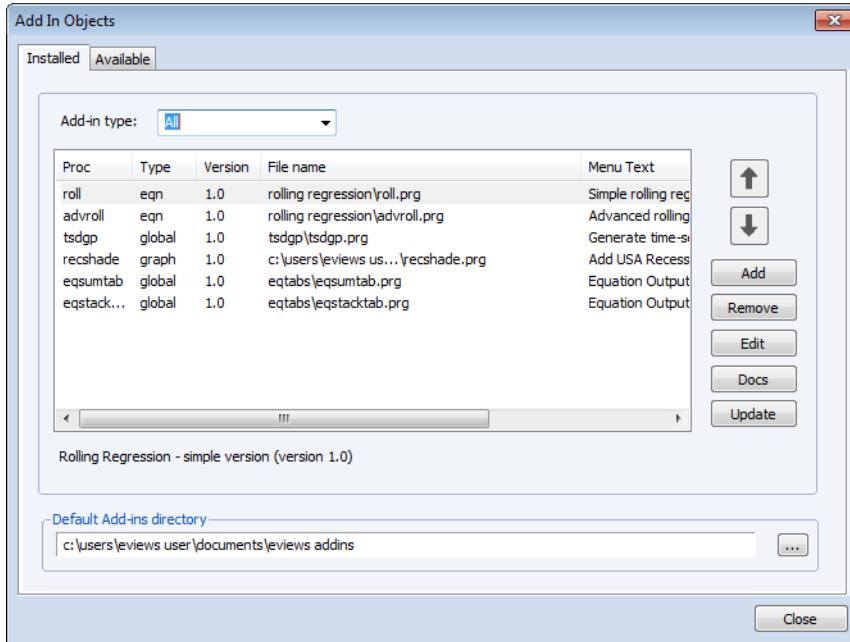 Add In Objects
Installed Available
Add-in type: All
Proc Type Version File name Menu Text
roll eqn 1.0 rolling regression\roll.prg Simple rolling reg
advroll eqn 1.0 rolling regression\advroll.prg Advanced rolling
tsdgp global 1.0 tsdgp\tsdgp.prg Generate time-s
recshade graph 1.0 c:\users\eviews us...\recshade.prg Add USA Recess
eqsumtab global 1.0 eqtabs\eqsumtab.prg Equation Output
eqstack... global 1.0 eqtabs\eqstacktab.prg Equation Output
Add
Remove
Edit
Docs
Update
Rolling Regression - simple version (version 1.0)
Default Add-ins directory
c:\users\eviews user\documents\eviews addins ...
Close